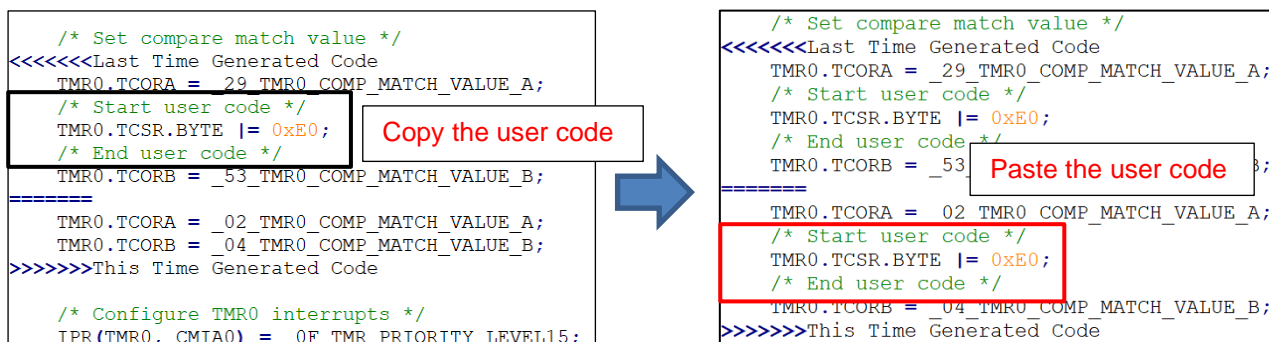 /* Set compare match value */
<<<<<<<Last Time Generated Code
TMR0.TCORA = _29_TMR0_COMP_MATCH_VALUE_A;
/* Start user code */
TMR0.TCSR.BYTE |= 0xE0;
/* End user code */
TMR0.TCORB = _53_TMR0_COMP_MATCH_VALUE_B;
=======
TMR0.TCORA = _02_TMR0_COMP_MATCH_VALUE_A;
TMR0.TCORB = _04_TMR0_COMP_MATCH_VALUE_B;
>>>>>>>This Time Generated Code
/* Configure TMR0 interrupts */
IPR(TMR0, CMIA0) = _0F_TMR_PRIORITY_LEVEL15;
Copy the user code
/* Set compare match value */
<<<<<<<Last Time Generated Code
TMR0.TCORA = _29_TMR0_COMP_MATCH_VALUE_A;
/* Start user code */
TMR0.TCSR.BYTE |= 0xE0;
/* End user code */
TMR0.TCORB = _53
Paste the user code
=======
TMR0.TCORA = _02_TMR0_COMP_MATCH_VALUE_A;
/* Start user code */
TMR0.TCSR.BYTE |= 0xE0;
/* End user code */
TMR0.TCORB = _04_TMR0_COMP_MATCH_VALUE_B;
>>>>>>>This Time Generated Code